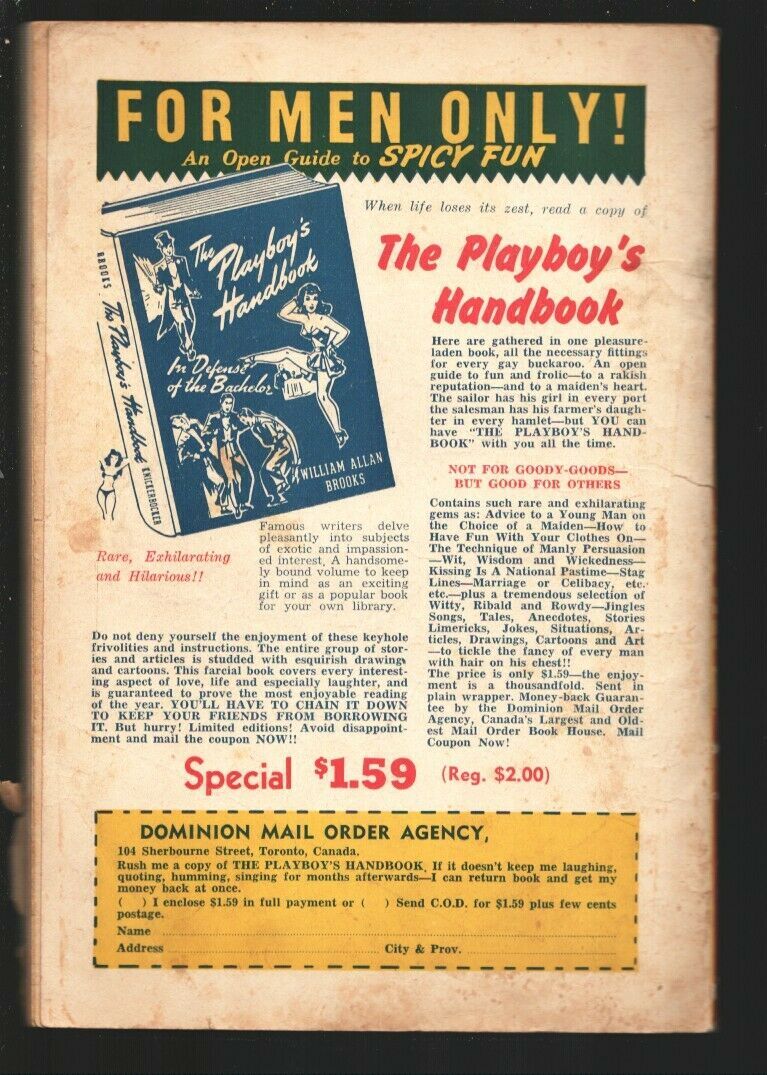 FOR MEN ONLY!
An Open Guide to SPICY FUN
When life loses its zest, read a copy of
The Playboy's
Handbook
BROOKS The Playboy's Handbook KNICKERBOCKER
The
Playboy's
Handbook
In Defense
of the Bachelor
WILLIAM ALLAN
BROOKS
Rare, Exhilarating
and Hilarious!!
Famous writers delve
pleasantly into subjects
of exotic and impassion-
ed interest. A handsome-
ly bound volume to keep
in mind as an exciting
gift or as a popular book
for your own library.
Do not deny yourself the enjoyment of these keyhole
frivolities and instructions. The entire group of stor-
ies and articles is studded with esquirish drawings
and cartoons. This farcial book covers every interest-
ing aspect of love, life and especially laughter, and
is guaranteed to prove the most enjoyable reading
of the year. YOU'LL HAVE TO CHAIN IT DOWN
TO KEEP YOUR FRIENDS FROM BORROWING
IT. But hurry! Limited editions! Avoid disappoint-
ment and mail the coupon NOW!!
Here are gathered in one pleasure-
laden book, all the necessary fittings
for every gay buckaroo. An open
guide to fun and frolic—to a rakish
reputation—and to a maiden's heart.
The sailor has his girl in every port
the salesman has his farmer's daugh-
ter in every hamlet—but YOU can
have "THE PLAYBOY'S HAND-
BOOK" with you all the time.
NOT FOR GOODY-GOODS—
BUT GOOD FOR OTHERS
Contains such rare and exhilarating
gems as: Advice to a Young Man on
the Choice of a Maiden—How to
Have Fun With Your Clothes On—
The Technique of Manly Persuasion
—Wit, Wisdom and Wickedness—
Kissing Is A National Pastime—Stag
Lines—Marriage or Celibacy, etc.
etc.—plus a tremendous selection of
Witty, Ribald and Rowdy—Jingles
Songs, Tales, Anecdotes, Stories
Limericks, Jokes, Situations, Ar-
ticles, Drawings, Cartoons and Art
—to tickle the fancy of every man
with hair on his chest!!
The price is only $1.59—the enjoy-
ment is a thousandfold. Sent in
plain wrapper. Money-back Guaran-
tee by the Dominion Mail Order
Agency, Canada's Largest and Old-
est Mail Order Book House. Mail
Coupon Now!
Special $1.59 (Reg. $2.00)
DOMINION MAIL ORDER AGENCY,
104 Sherbourne Street, Toronto, Canada.
Rush me a copy of THE PLAYBOY'S HANDBOOK. If it doesn't keep me laughing,
quoting, humming, singing for months afterwards—I can return book and get my
money back at once.
( ) I enclose $1.59 in full payment or ( ) Send C.O.D. for $1.59 plus few cents
postage.
Name
Address City & Prov.